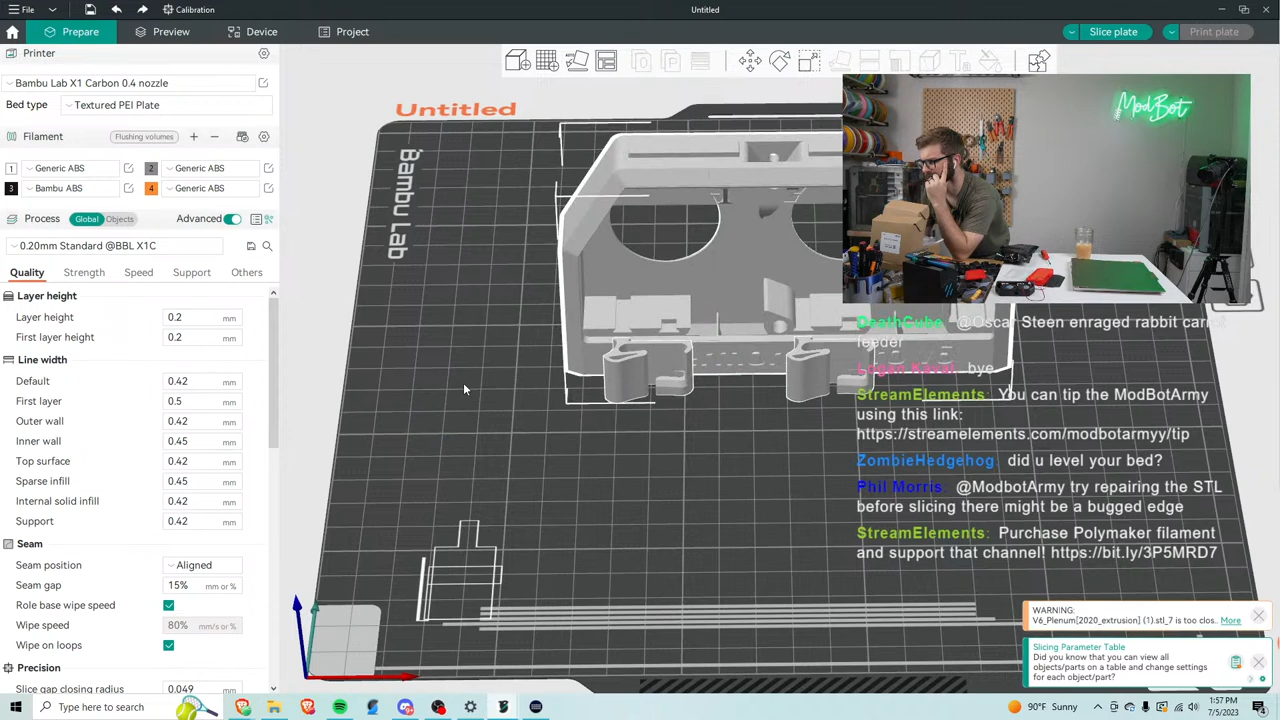 File
Calibration
Untitled
Prepare
Preview
Device
Project
Slice plate
Print plate
Printer
Bambu Lab X1 Carbon 0.4 nozzle
Bed type
Textured PEI Plate
Filament
Flushing volumes
1 Generic ABS
2 Generic ABS
3 Bambu ABS
4 Generic ABS
Process
Global
Objects
Advanced
0.20mm Standard @BBL X1C
Quality
Strength
Speed
Support
Others
Layer height
Layer height 0.2 mm
First layer height 0.2 mm
Line width
Default 0.42 mm
First layer 0.5 mm
Outer wall 0.42 mm
Inner wall 0.45 mm
Top surface 0.42 mm
Sparse infill 0.45 mm
Internal solid infill 0.42 mm
Support 0.42 mm
Seam
Seam position Aligned
Seam gap 15% mm or %
Role base wipe speed
Wipe speed 80% mm/s or %
Wipe on loops
Precision
Slice gap closing radius 0.049 mm
Untitled
Bambu Lab
ModBot
DeathCube: @Oscar Steen enraged rabbit carrot
feeder
Logan Kavar: bye
StreamElements: You can tip the ModBotArmy
using this link:
https://streamelements.com/modbotarmyy/tip
ZombieHedgehog: did u level your bed?
Phil Morris: @ModbotArmy try repairing the STL
before slicing there might be a bugged edge
StreamElements: Purchase Polymaker filament
and support that channel! https://bit.ly/3P5MRD7
WARNING:
V6_Plenum[2020_extrusion] (1).stl_7 is too clos.. More
Slicing Parameter Table
Did you know that you can view all
objects/parts on a table and change settings
for each object/part?
Type here to search
90°F Sunny
1:57 PM
7/5/2023
4